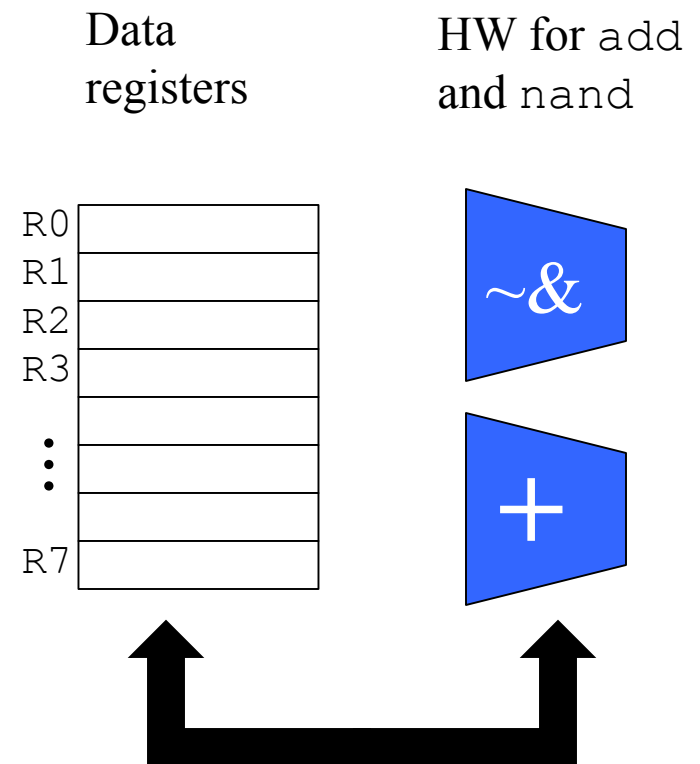 Data
registers
HW for add
and nand
R0
R1
R2
R3
⋮
R7
~&
+